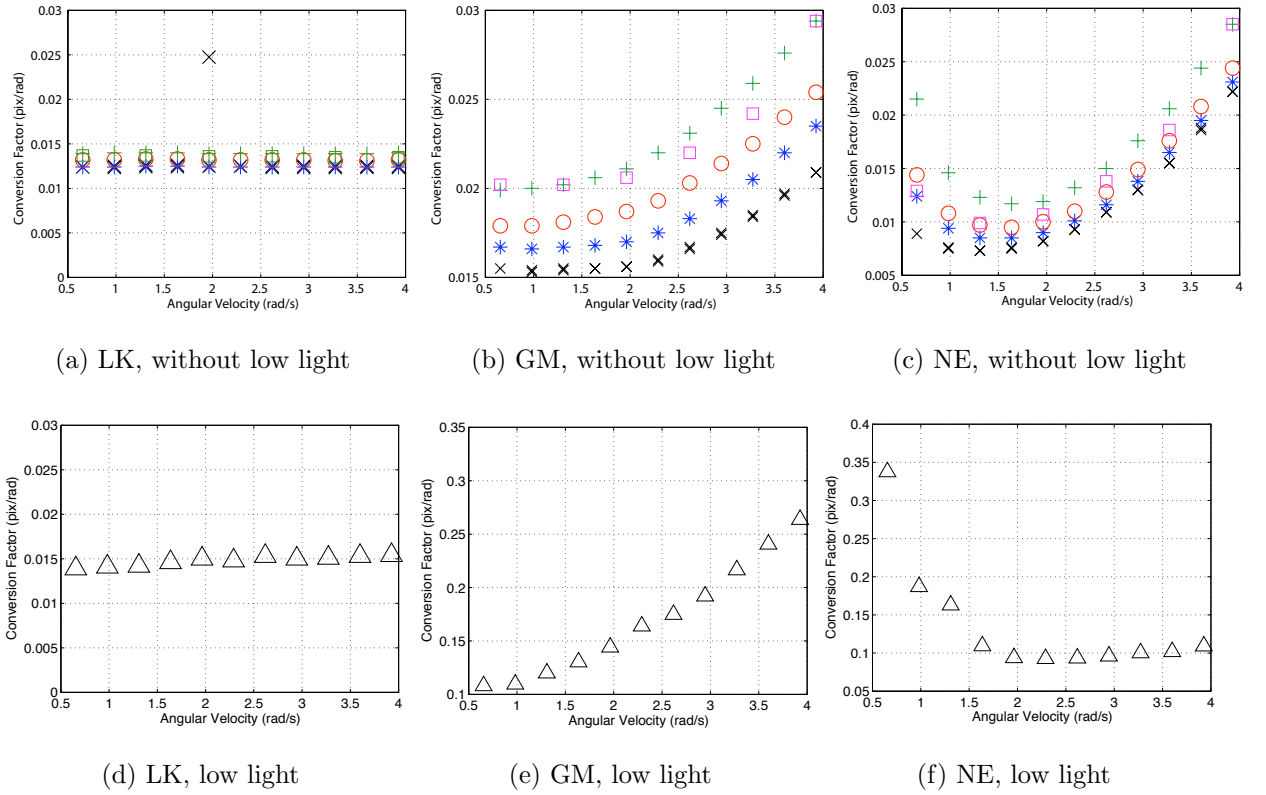 0.03
0.025
0.02
0.015
0.01
0.005
0
0.5 1 1.5 2 2.5 3 3.5 4
Conversion Factor (pix/rad)
Angular Velocity (rad/s)
(a) LK, without low light
0.03
0.025
0.02
0.015
0.5 1 1.5 2 2.5 3 3.5 4
Conversion Factor (pix/rad)
Angular Velocity (rad/s)
(b) GM, without low light
0.03
0.025
0.02
0.015
0.01
0.005
0.5 1 1.5 2 2.5 3 3.5 4
Conversion Factor (pix/rad)
Angular Velocity (rad/s)
(c) NE, without low light
0.03
0.025
0.02
0.015
0.01
0.005
0
0.5 1 1.5 2 2.5 3 3.5 4
Conversion Factor (pix/rad)
Angular Velocity (rad/s)
(d) LK, low light
0.35
0.3
0.25
0.2
0.15
0.1
0.5 1 1.5 2 2.5 3 3.5 4
Conversion Factor (pix/rad)
Angular Velocity (rad/s)
(e) GM, low light
0.4
0.35
0.3
0.25
0.2
0.15
0.1
0.05
0.5 1 1.5 2 2.5 3 3.5 4
Conversion Factor (pix/rad)
Angular Velocity (rad/s)
(f) NE, low light